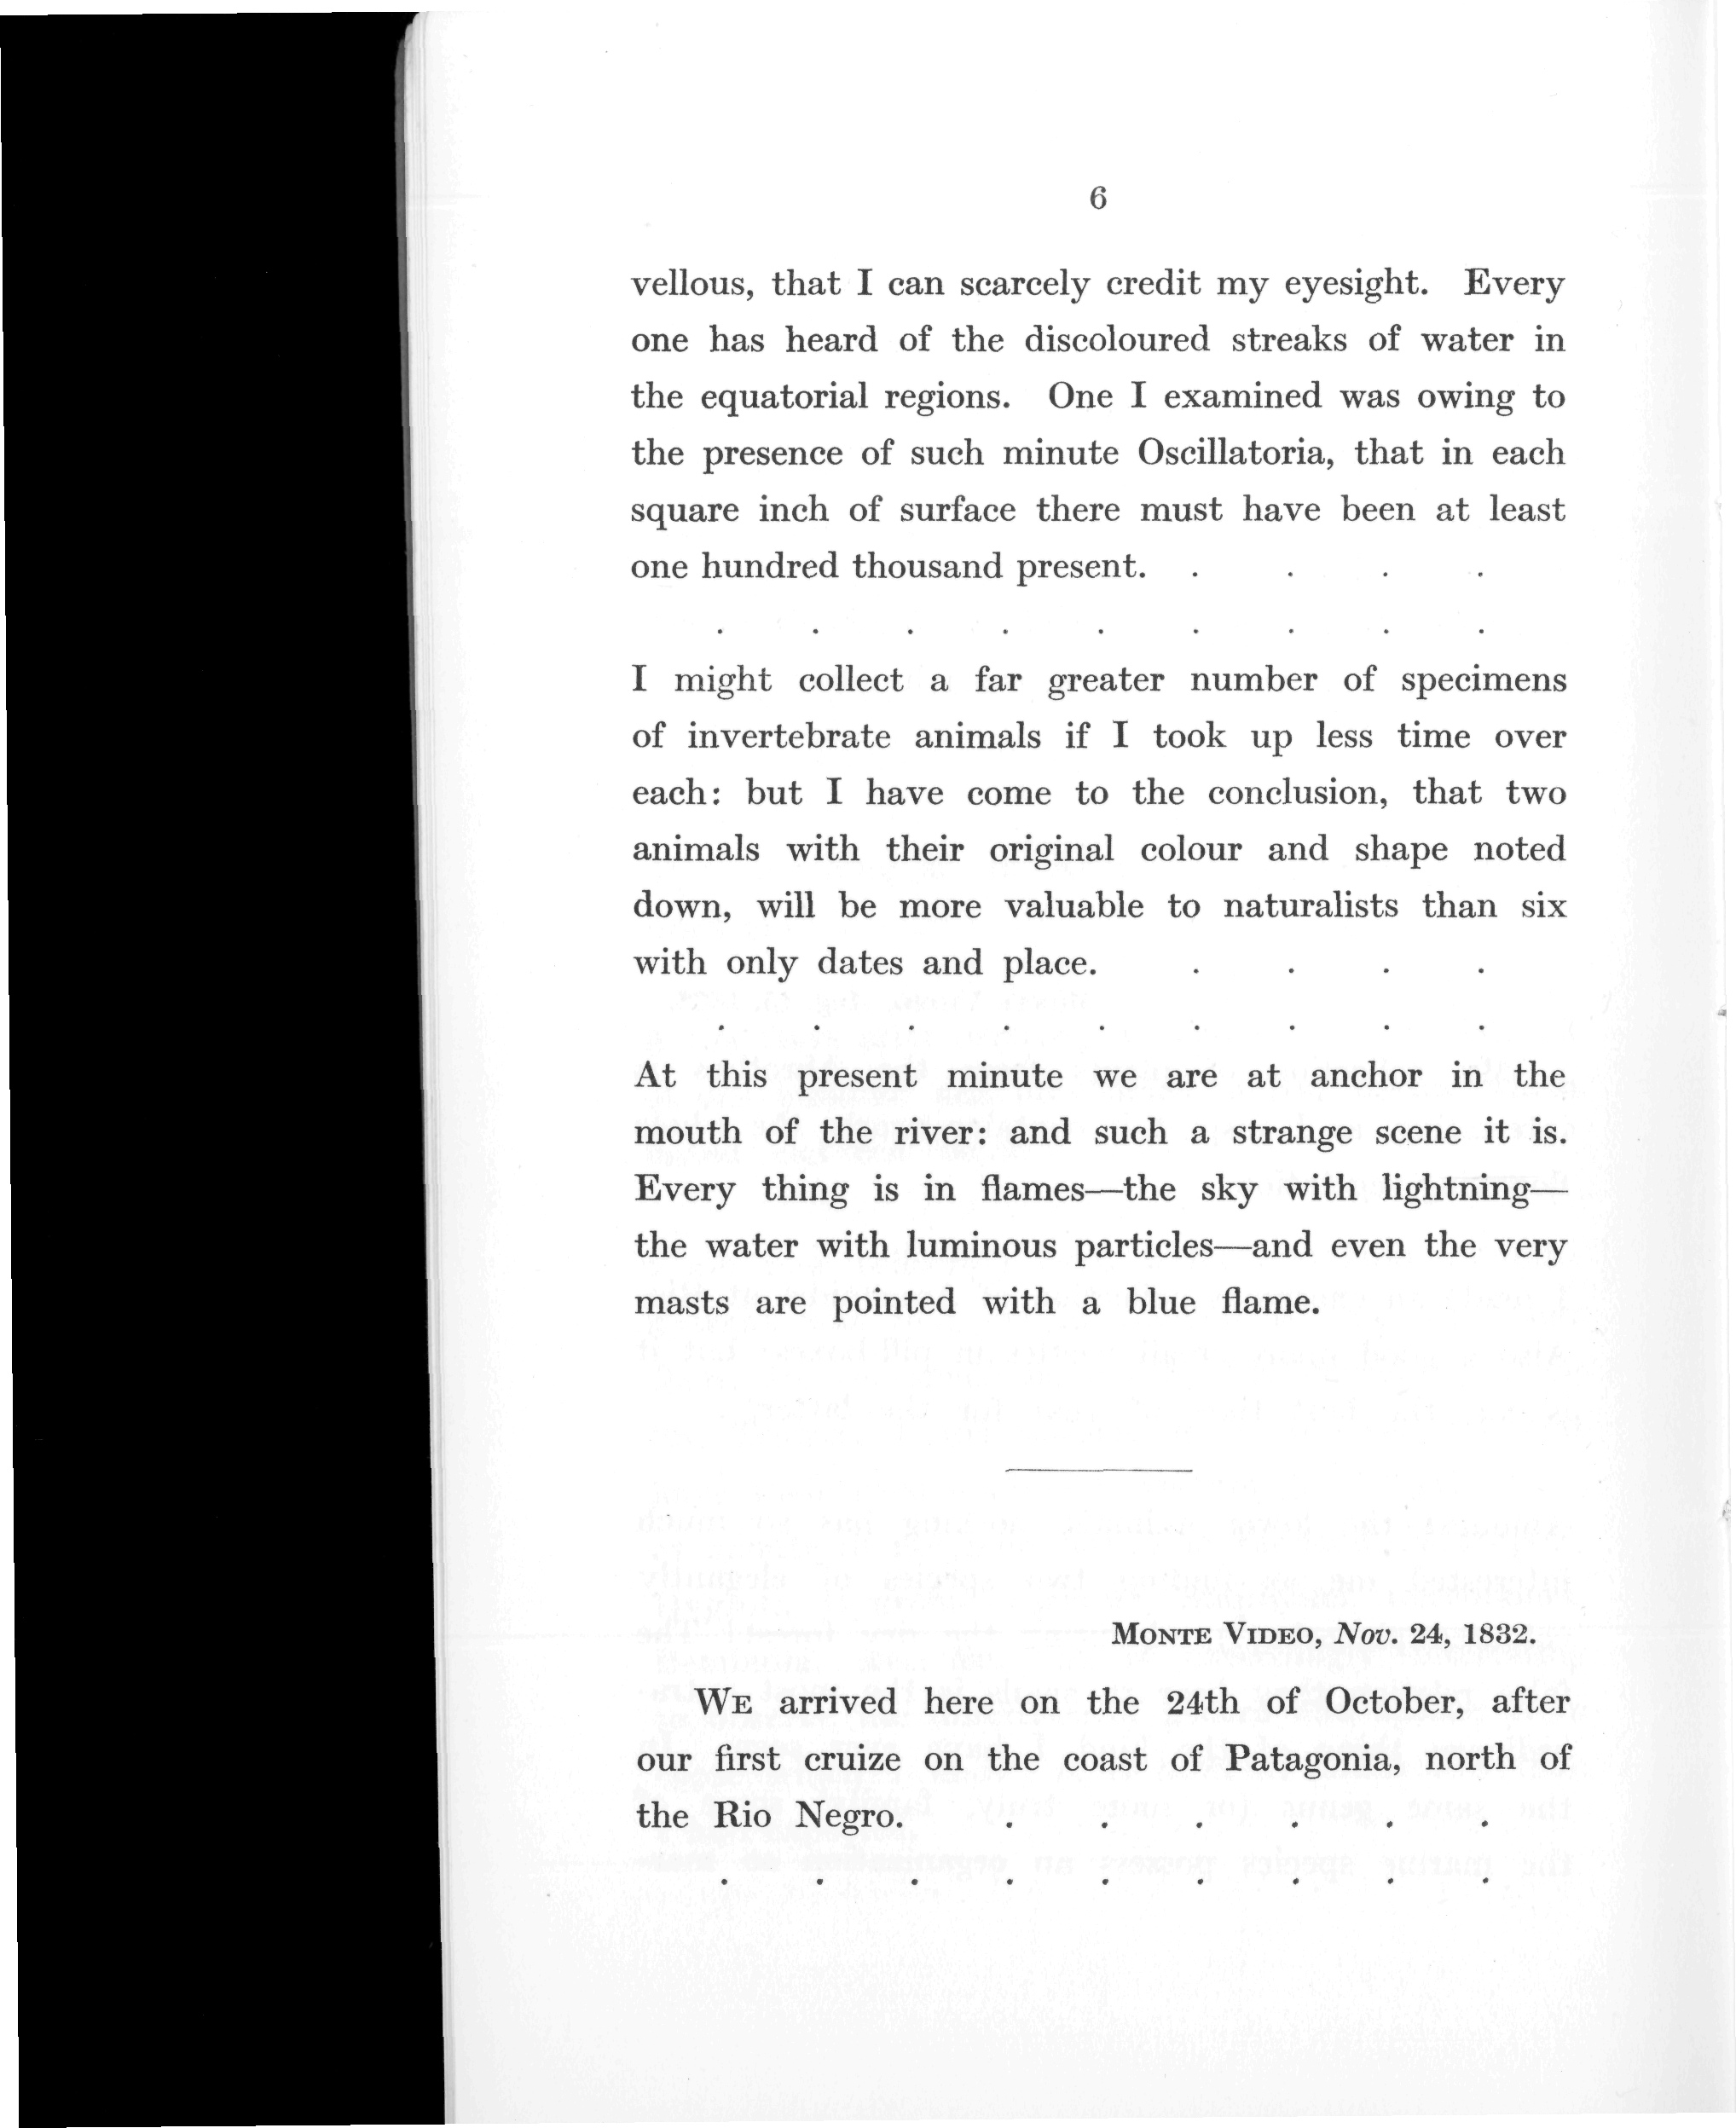 6
vellous, that I can scarcely credit my eyesight. Every
one has heard of the discoloured streaks of water in
the equatorial regions. One I examined was owing to
the presence of such minute Oscillatoria, that in each
square inch of surface there must have been at least
one hundred thousand present. . . . .
. . . . . . . . .
I might collect a far greater number of specimens
of invertebrate animals if I took up less time over
each: but I have come to the conclusion, that two
animals with their original colour and shape noted
down, will be more valuable to naturalists than six
with only dates and place. . . . .
. . . . . . . . .
At this present minute we are at anchor in the
mouth of the river: and such a strange scene it is.
Every thing is in flames—the sky with lightning—
the water with luminous particles—and even the very
masts are pointed with a blue flame.
Monte Video, Nov. 24, 1832.
We arrived here on the 24th of October, after
our first cruize on the coast of Patagonia, north of
the Rio Negro. . . . . . .
. . . . . . . . .